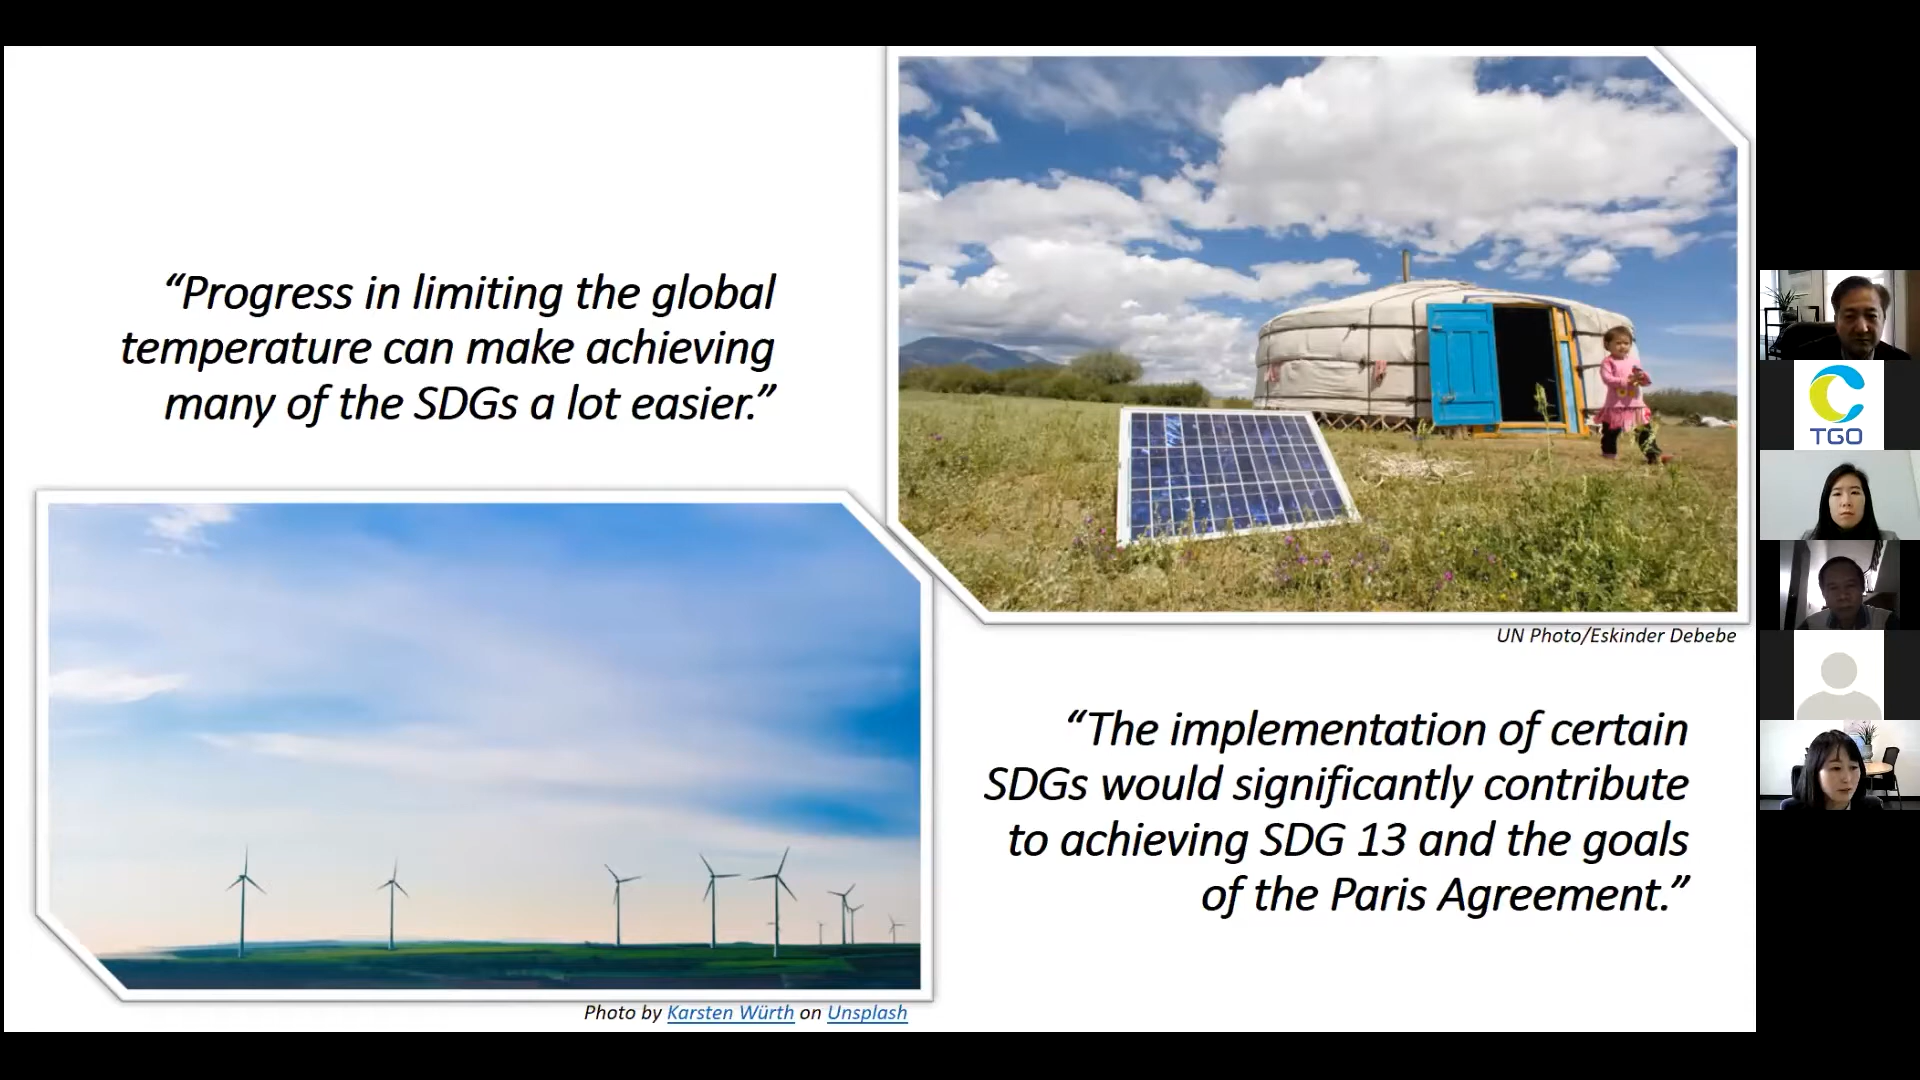 “Progress in limiting the global
temperature can make achieving
many of the SDGs a lot easier.”
UN Photo/Eskinder Debebe
“The implementation of certain
SDGs would significantly contribute
to achieving SDG 13 and the goals
of the Paris Agreement.”
Photo by Karsten Würth on Unsplash
TGO